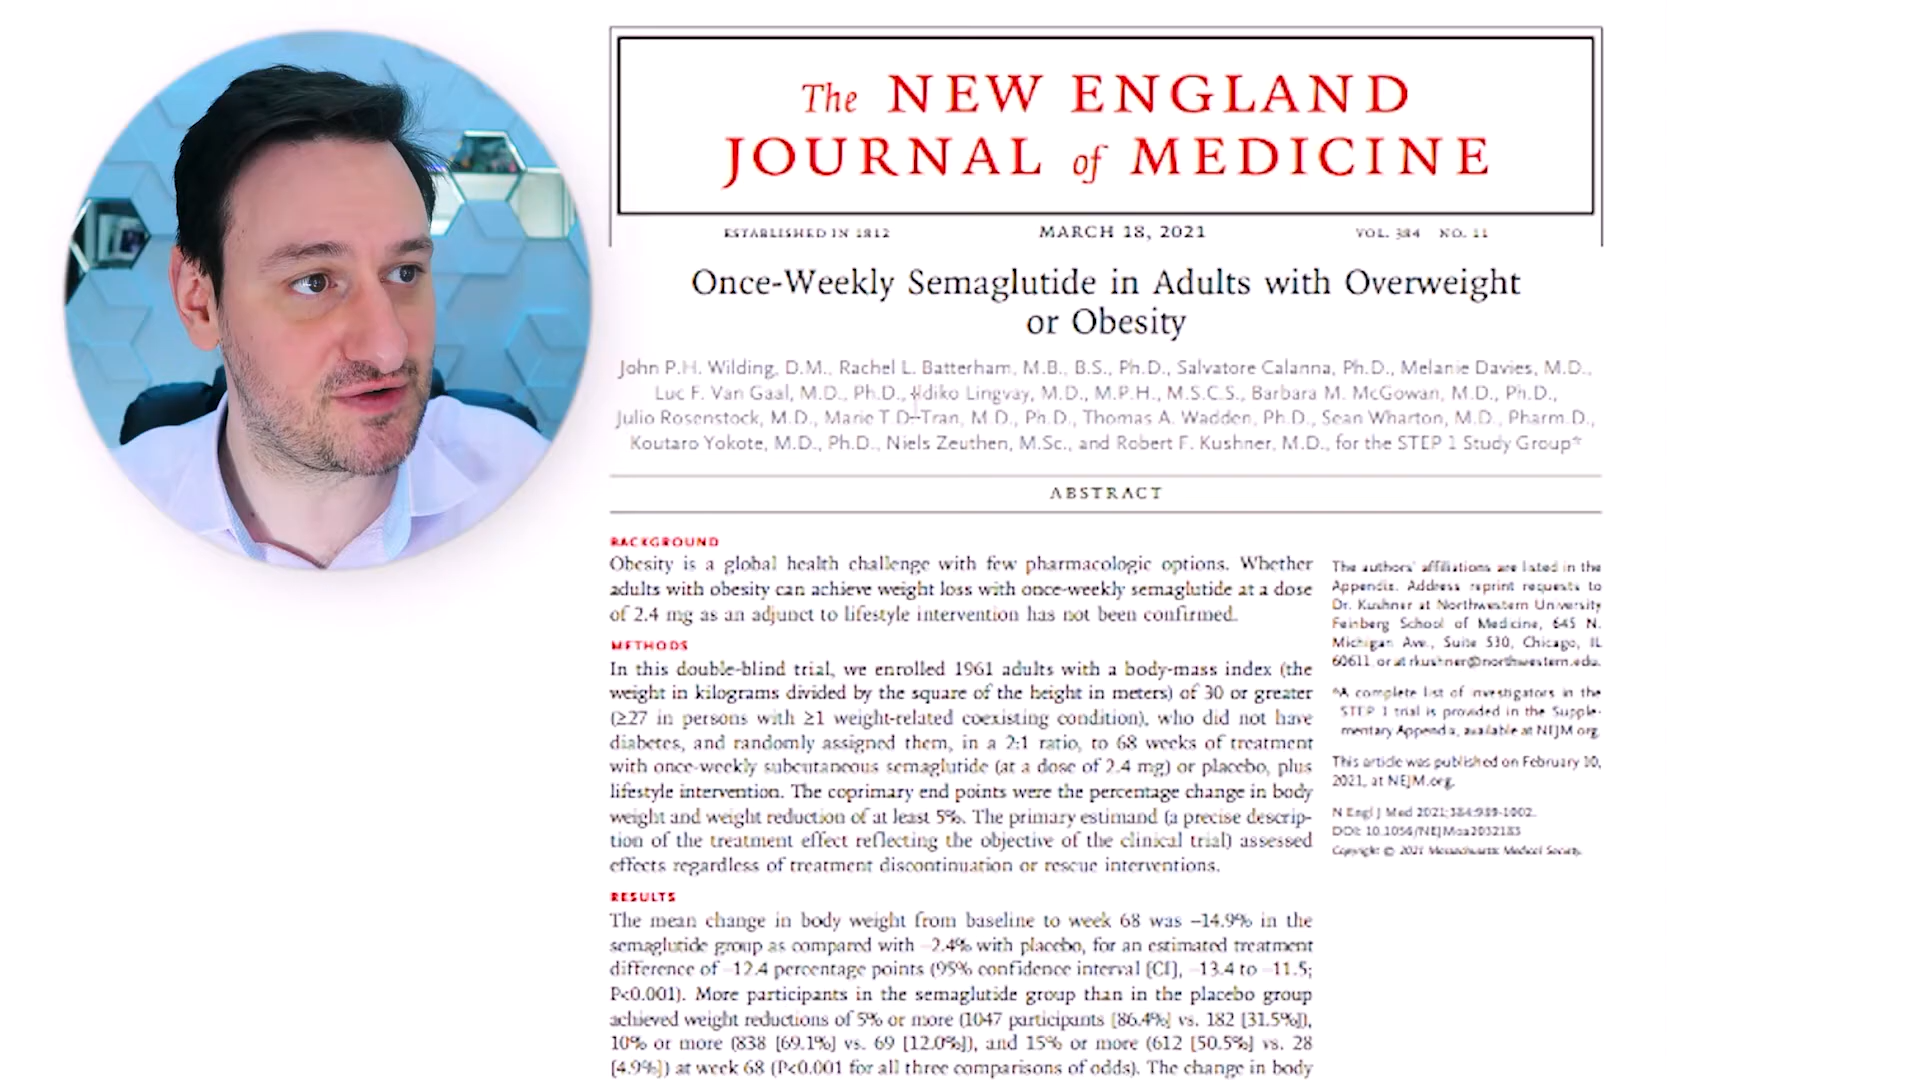 The NEW ENGLAND
JOURNAL of MEDICINE
ESTABLISHED IN 1812
MARCH 18, 2021
VOL. 384 NO. 11
Once-Weekly Semaglutide in Adults with Overweight
or Obesity
John P.H. Wilding, D.M., Rachel L. Batterham, M.B., B.S., Ph.D., Salvatore Calanna, Ph.D., Melanie Davies, M.D.,
Luc F. Van Gaal, M.D., Ph.D., Ildiko Lingvay, M.D., M.P.H., M.S.C.S., Barbara M. McGowan, M.D., Ph.D.,
Julio Rosenstock, M.D., Marie T.D. Tran, M.D., Ph.D., Thomas A. Wadden, Ph.D., Sean Wharton, M.D., Pharm.D.,
Koutaro Yokote, M.D., Ph.D., Niels Zeuthen, M.Sc., and Robert F. Kushner, M.D., for the STEP 1 Study Group*
ABSTRACT
BACKGROUND
Obesity is a global health challenge with few pharmacologic options. Whether
adults with obesity can achieve weight loss with once-weekly semaglutide at a dose
of 2.4 mg as an adjunct to lifestyle intervention has not been confirmed.
METHODS
In this double-blind trial, we enrolled 1961 adults with a body-mass index (the
weight in kilograms divided by the square of the height in meters) of 30 or greater
(≥27 in persons with ≥1 weight-related coexisting condition), who did not have
diabetes, and randomly assigned them, in a 2:1 ratio, to 68 weeks of treatment
with once-weekly subcutaneous semaglutide (at a dose of 2.4 mg) or placebo, plus
lifestyle intervention. The coprimary end points were the percentage change in body
weight and weight reduction of at least 5%. The primary estimand (a precise descrip-
tion of the treatment effect reflecting the objective of the clinical trial) assessed
effects regardless of treatment discontinuation or rescue interventions.
RESULTS
The mean change in body weight from baseline to week 68 was −14.9% in the
semaglutide group as compared with −2.4% with placebo, for an estimated treatment
difference of −12.4 percentage points (95% confidence interval [CI], −13.4 to −11.5;
P<0.001). More participants in the semaglutide group than in the placebo group
achieved weight reductions of 5% or more (1047 participants [86.4%] vs. 182 [31.5%]),
10% or more (838 [69.1%] vs. 69 [12.0%]), and 15% or more (612 [50.5%] vs. 28
[4.9%]) at week 68 (P<0.001 for all three comparisons of odds). The change in body
The authors' affiliations are listed in the
Appendix. Address reprint requests to
Dr. Kushner at Northwestern University
Feinberg School of Medicine, 645 N.
Michigan Ave., Suite 530, Chicago, IL
60611, or at rkushner@northwestern.edu.
*A complete list of investigators in the
STEP 1 trial is provided in the Supple-
mentary Appendix, available at NEJM.org.
This article was published on February 10,
2021, at NEJM.org.
N Engl J Med 2021;384:989-1002.
DOI: 10.1056/NEJMoa2032183
Copyright © 2021 Massachusetts Medical Society.